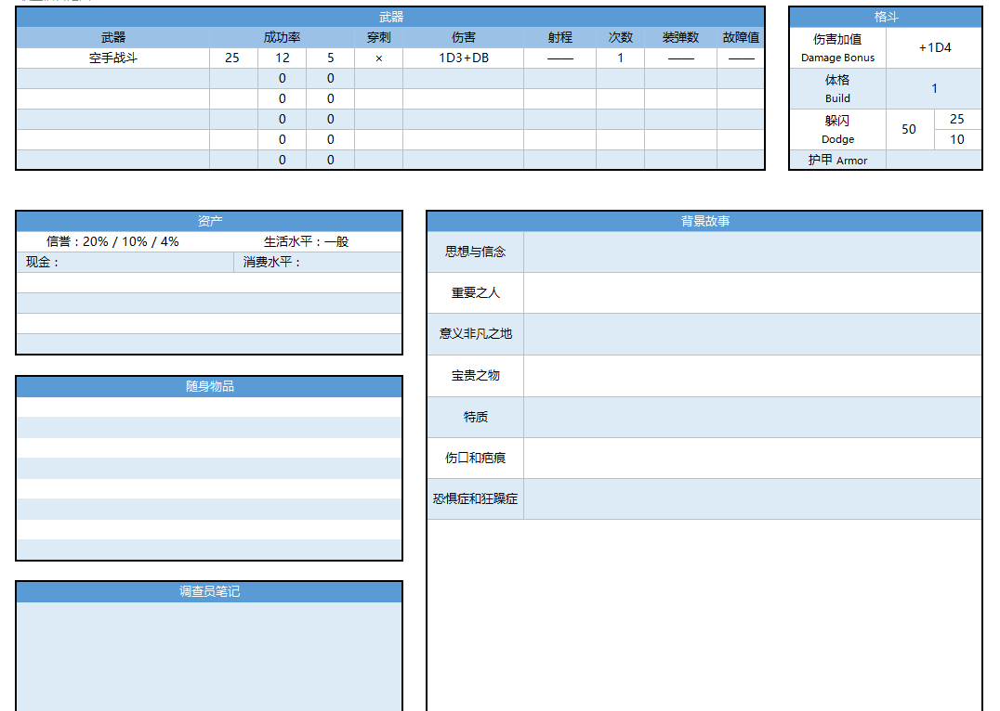 武器
武器 成功率 穿刺 伤害 射程 次数 装弹数 故障值
空手战斗 25 12 5 × 1D3+DB —— 1 —— ——
0 0
0 0
0 0
0 0
0 0
格斗
伤害加值
Damage Bonus
+1D4
体格
Build
1
躲闪
Dodge
50
25
10
护甲 Armor
资产
信誉：20% / 10% / 4% 生活水平：一般
现金： 消费水平：
随身物品
调查员笔记
背景故事
思想与信念
重要之人
意义非凡之地
宝贵之物
特质
伤口和疤痕
恐惧症和狂躁症